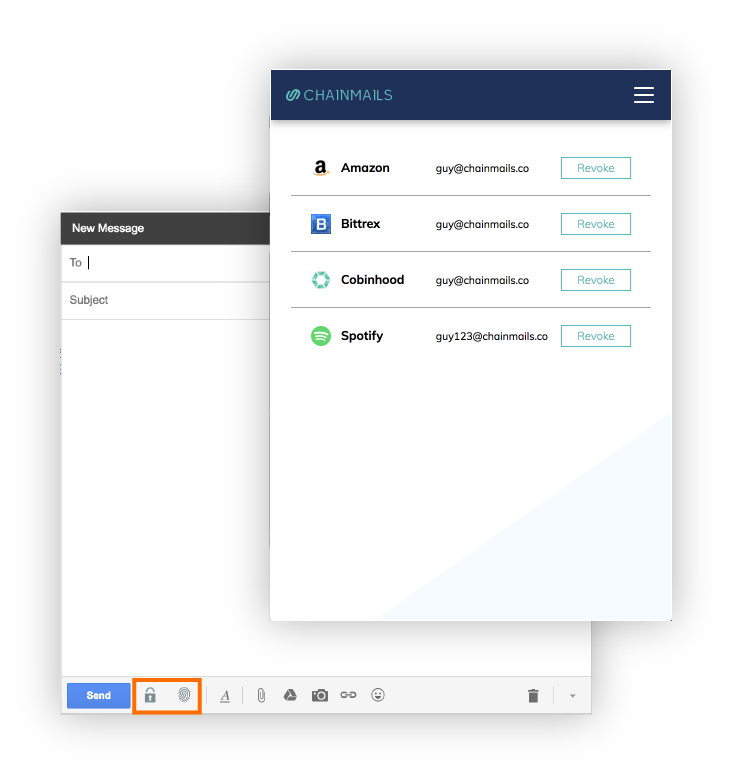 CHAINMAILS
Amazon guy@chainmails.co Revoke
Bittrex guy@chainmails.co Revoke
Cobinhood guy@chainmails.co Revoke
Spotify guy123@chainmails.co Revoke
New Message
To
Subject
Send A